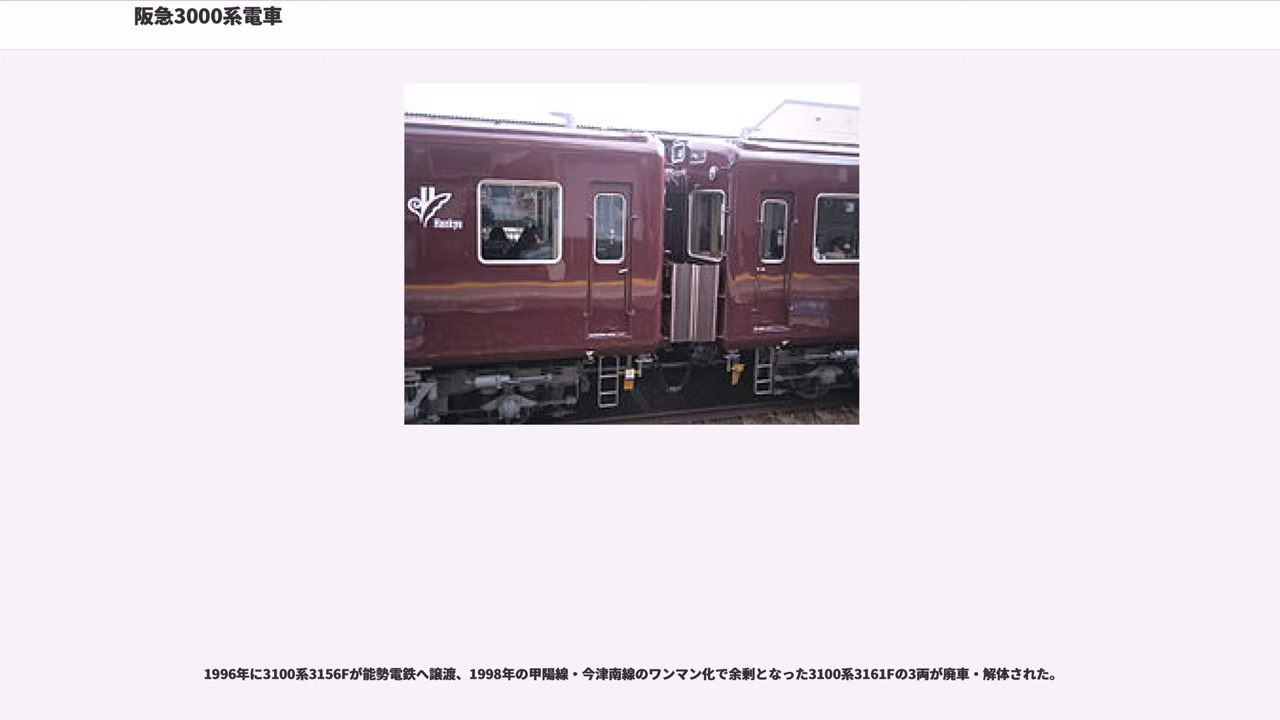 阪急3000系電車
Hankyu
1996年に3100系3156Fが能勢電鉄へ譲渡、1998年の甲陽線・今津南線のワンマン化で余剰となった3100系3161Fの3両が廃車・解体された。